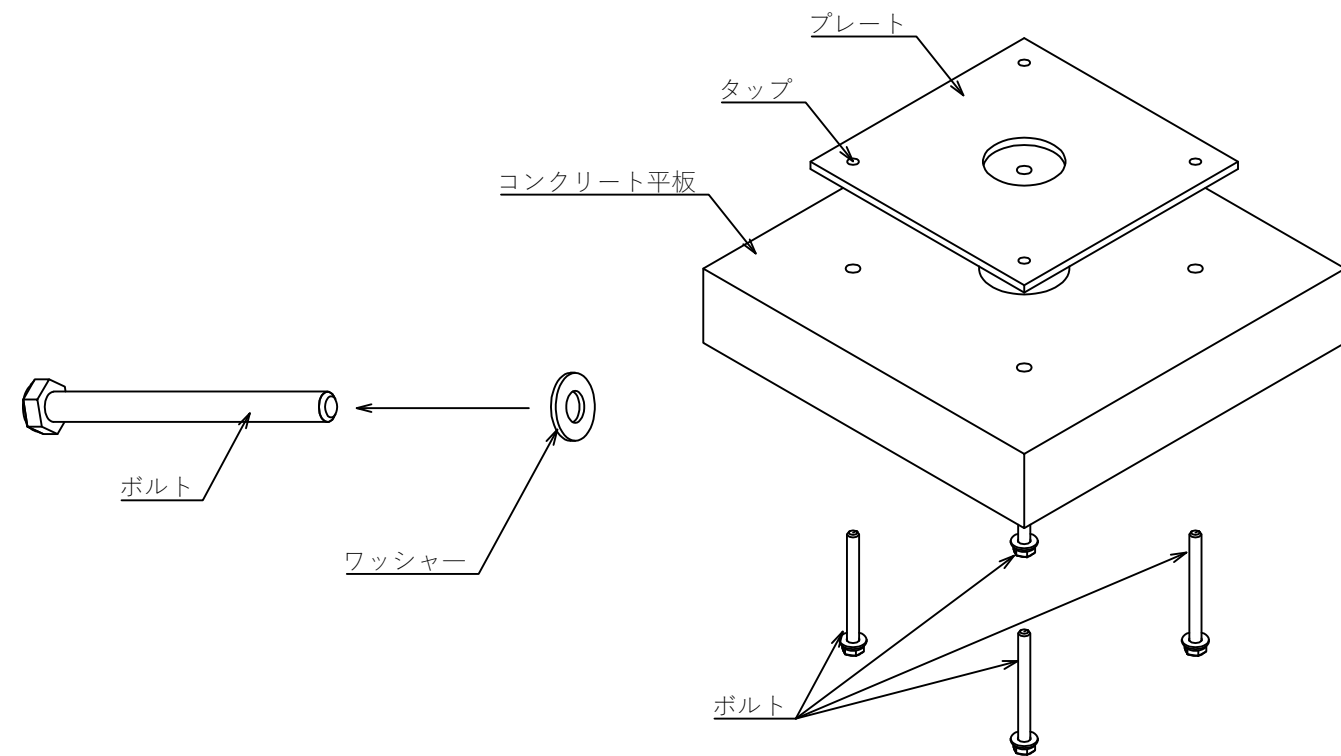 プレート
タップ
コンクリート平板
ボルト
ワッシャー
ボルト